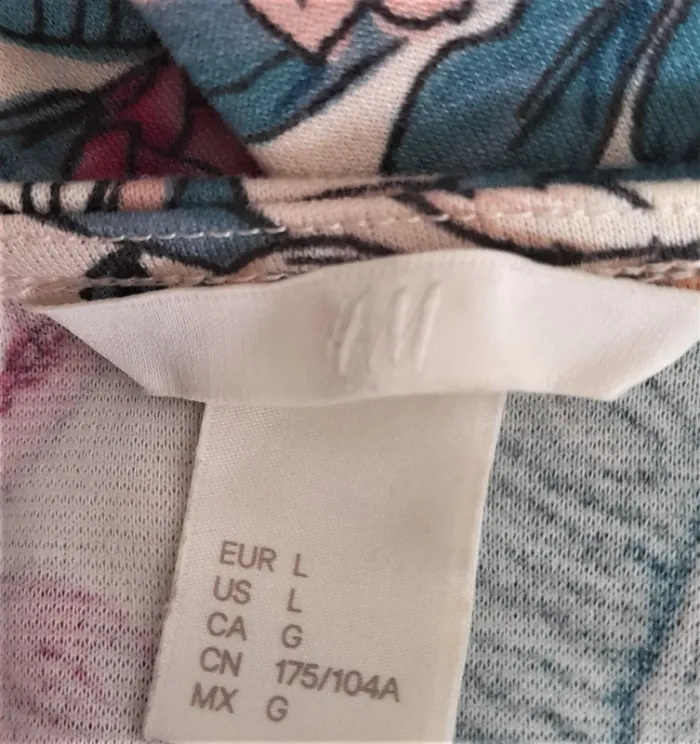 H&M
EUR L
US L
CA G
CN 175/104A
MX G